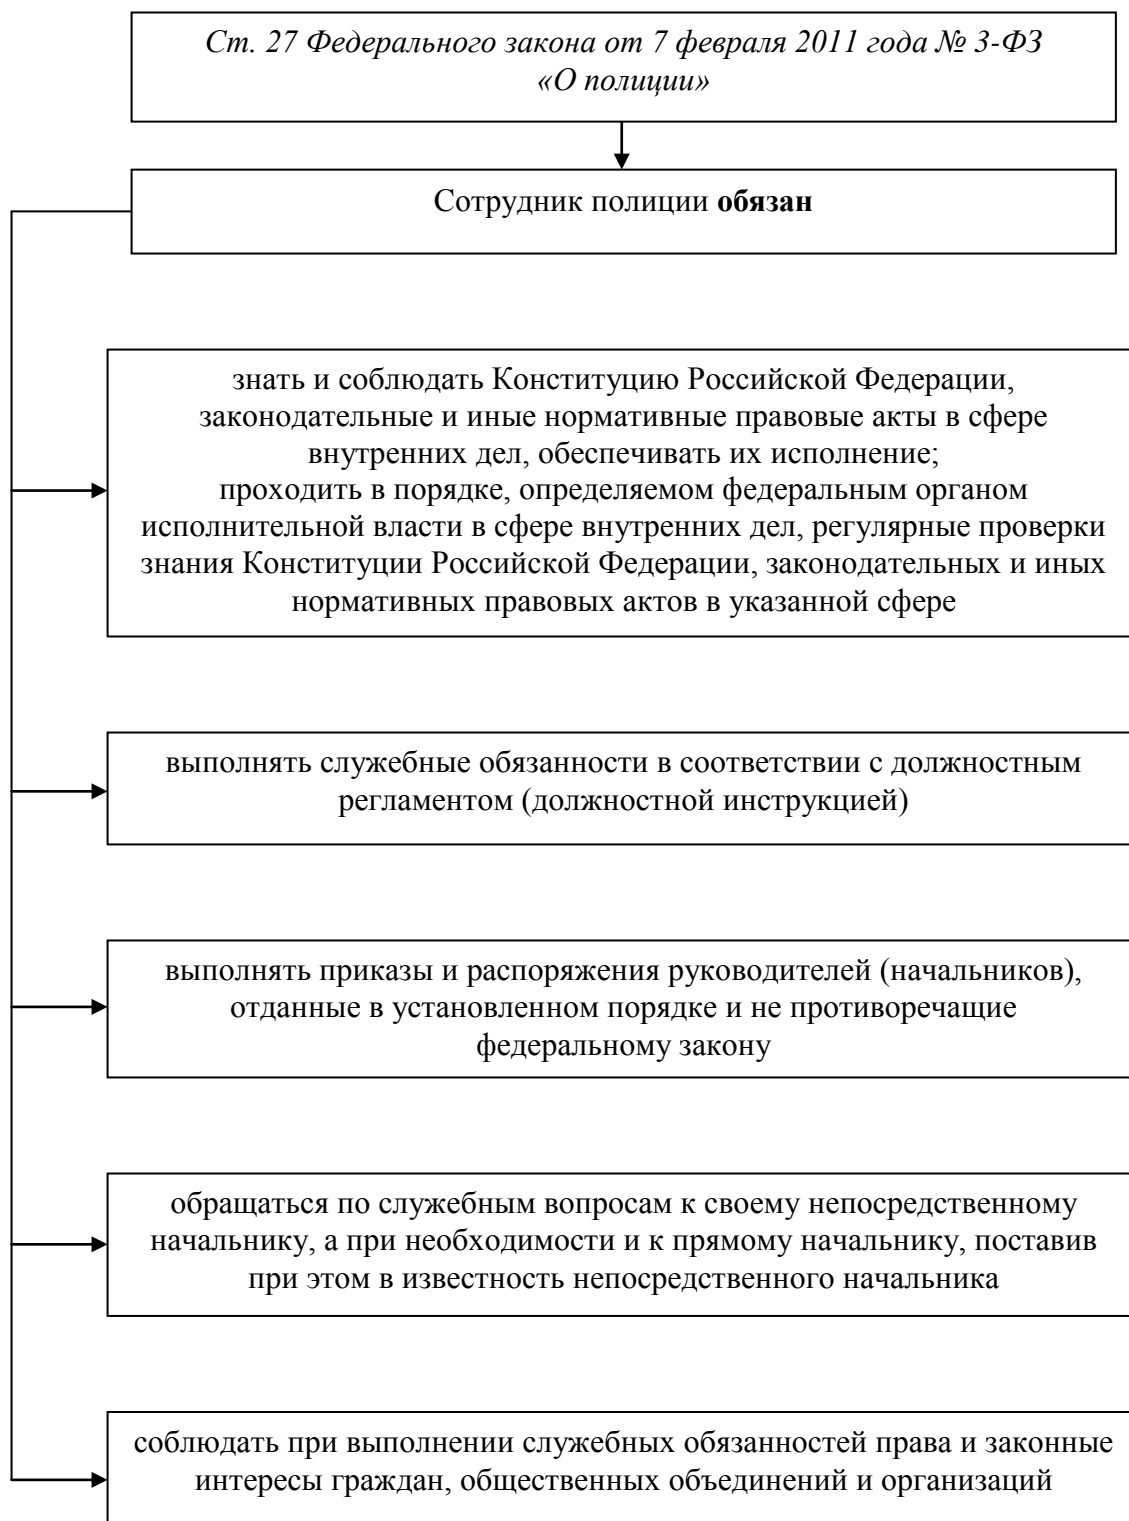 Ст. 27 Федерального закона от 7 февраля 2011 года № 3-ФЗ
«О полиции»
Сотрудник полиции обязан
знать и соблюдать Конституцию Российской Федерации,
законодательные и иные нормативные правовые акты в сфере
внутренних дел, обеспечивать их исполнение;
проходить в порядке, определяемом федеральным органом
исполнительной власти в сфере внутренних дел, регулярные проверки
знания Конституции Российской Федерации, законодательных и иных
нормативных правовых актов в указанной сфере
выполнять служебные обязанности в соответствии с должностным
регламентом (должностной инструкцией)
выполнять приказы и распоряжения руководителей (начальников),
отданные в установленном порядке и не противоречащие
федеральному закону
обращаться по служебным вопросам к своему непосредственному
начальнику, а при необходимости и к прямому начальнику, поставив
при этом в известность непосредственного начальника
соблюдать при выполнении служебных обязанностей права и законные
интересы граждан, общественных объединений и организаций